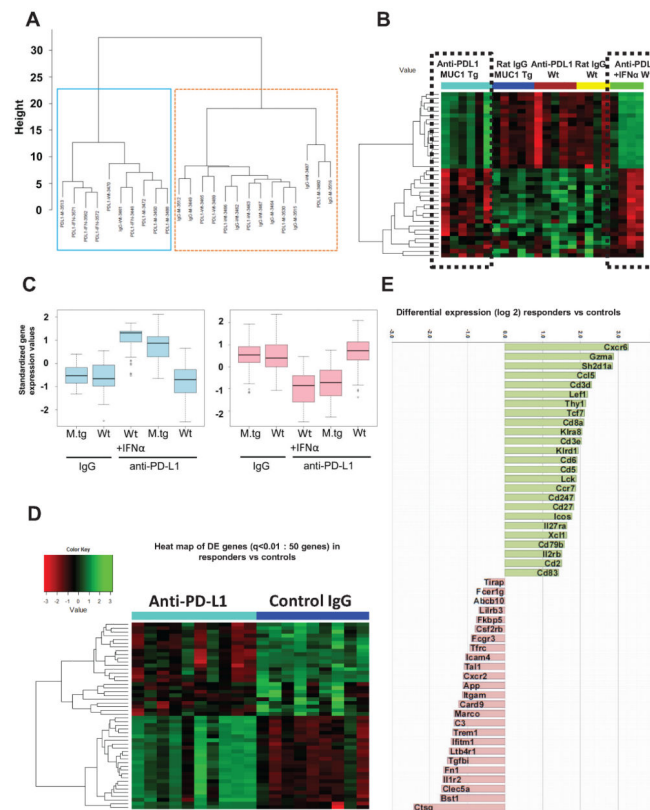 A
Height
30
25
20
15
10
5
0
B
Value
Anti-PDL1 Rat IgG Anti-PDL1 Rat IgG Anti-PDL
MUC1 Tg MUC1 Tg Wt Wt +IFNα W
C
Standardized gene
expression values
2
1
0
-1
-2
M.tg Wt Wt M.tg Wt
+IFNα
IgG anti-PD-L1
2
1
0
-1
-2
M.tg Wt Wt M.tg Wt
+IFNα
IgG anti-PD-L1
D
Color Key
-3 -2 -1 0 1 2 3
Value
Heat map of DE genes (q<0.01 : 50 genes) in
responders vs controls
Anti-PD-L1 Control IgG
E
Differential expression (log 2) responders vs controls
-3.0 -2.0 -1.0 0.0 1.0 2.0 3.0
Cxcr6
Gzma
Sh2d1a
Ccl5
Cd3d
Lef1
Thy1
Tcf7
Cd8a
Klra8
Cd3e
Klrd1
Cd6
Cd5
Lck
Ccr7
Cd247
Cd27
Icos
Il27ra
Xcl1
Cd79b
Il2rb
Cd2
Cd83
Tirap
Fcer1g
Abcb10
Lilrb3
Fkbp5
Csf2rb
Fcgr3
Tfrc
Icam4
Tal1
Cxcr2
App
Itgam
Card9
Marco
C3
Trem1
Ifitm1
Ltb4r1
Tgfbi
Fn1
Il1r2
Clec5a
Bst1
Ctsg